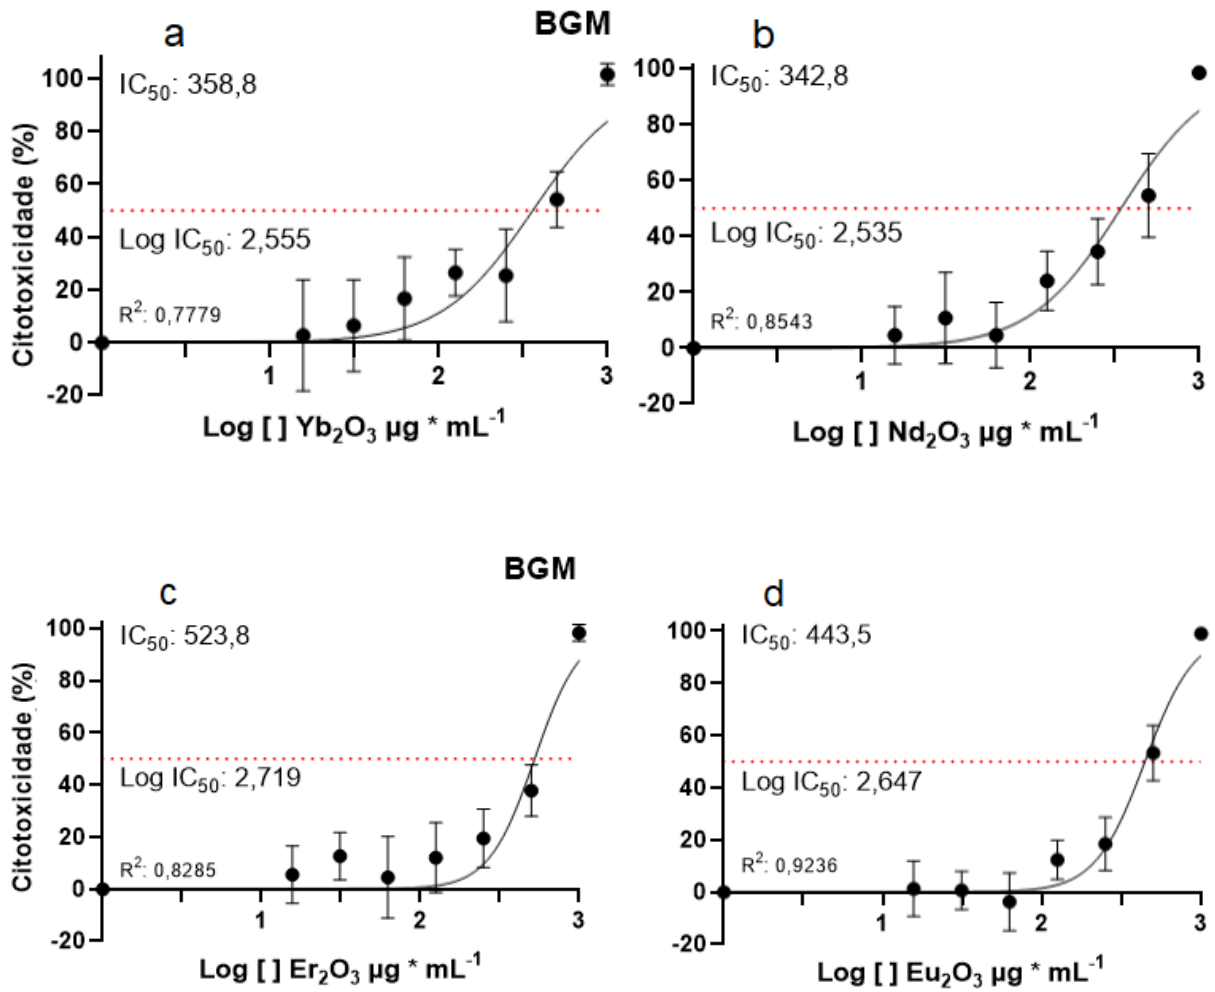 BGM
a
IC50: 358,8
Citotoxicidade (%)
100
80
60
40
20
0
-20
Log IC50: 2,555
R²: 0,7779
1
2
3
Log [ ] Yb₂O₃ µg * mL⁻¹
b
IC50: 342,8
100
80
60
40
20
0
-20
Log IC50: 2,535
R²: 0,8543
1
2
3
Log [ ] Nd₂O₃ µg * mL⁻¹
BGM
c
IC50: 523,8
Citotoxicidade (%)
100
80
60
40
20
0
-20
Log IC50: 2,719
R²: 0,8285
1
2
3
Log [ ] Er₂O₃ µg * mL⁻¹
d
IC50: 443,5
100
80
60
40
20
0
-20
Log IC50: 2,647
R²: 0,9236
1
2
3
Log [ ] Eu₂O₃ µg * mL⁻¹